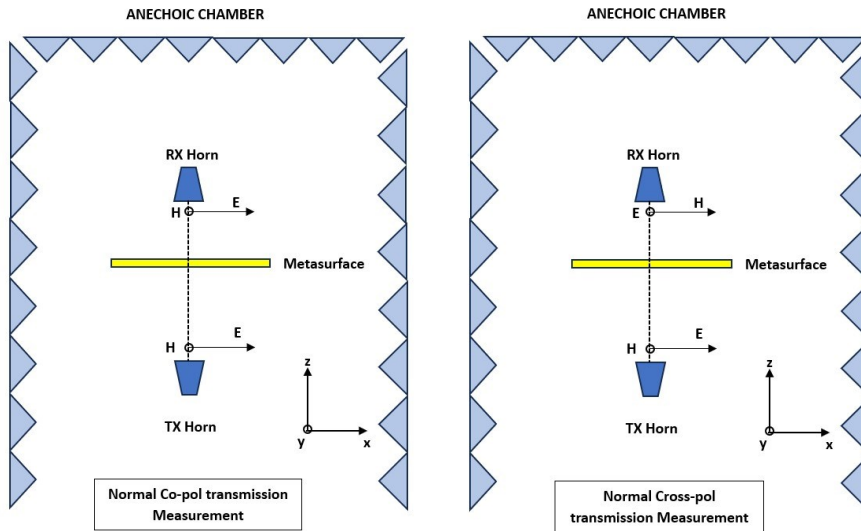 ANECHOIC CHAMBER
RX Horn
H
E
Metasurface
H
E
z
y
x
TX Horn
Normal Co-pol transmission
Measurement
ANECHOIC CHAMBER
RX Horn
E
H
Metasurface
H
E
z
y
x
TX Horn
Normal Cross-pol
transmission Measurement